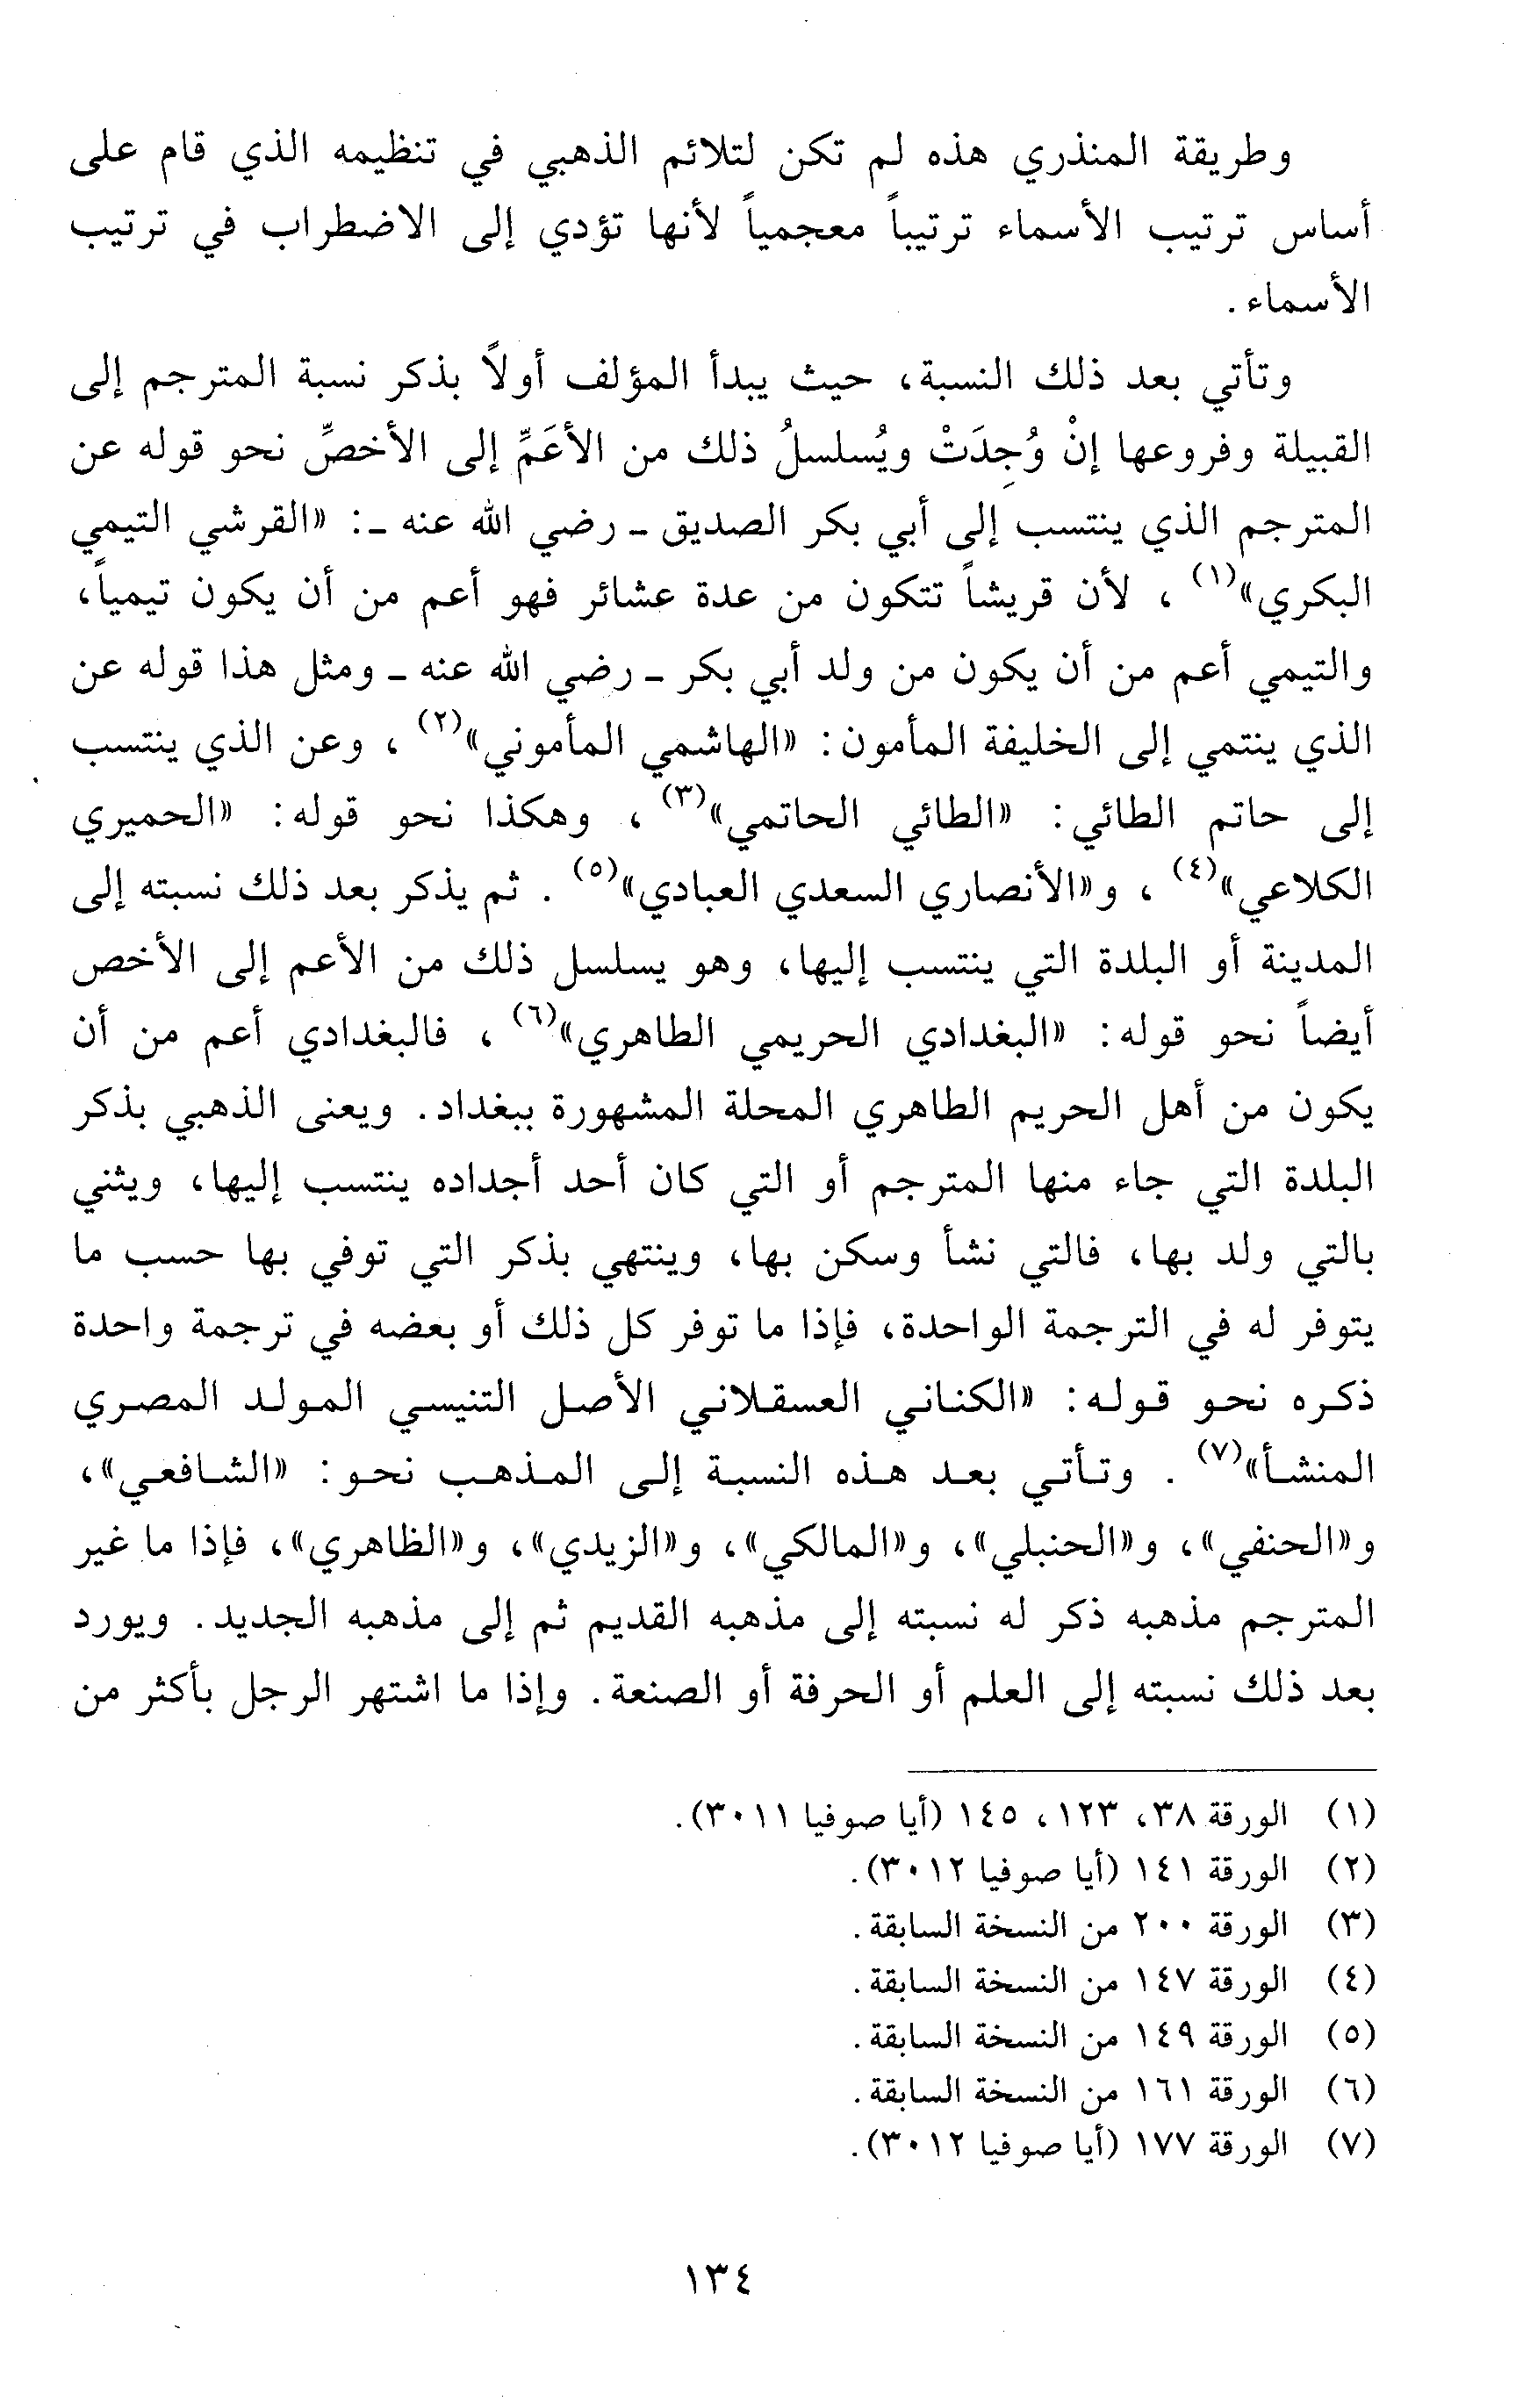 وطريقة المنذري هذه لم تكن لتلائم الذهبي في تنظيمه الذي قام على
أساس ترتيب الأسماء ترتيباً معجمياً لأنها تؤدي إلى الاضطراب في ترتيب
الأسماء.
وتأتي بعد ذلك النسبة، حيث يبدأ المؤلف أولاً بذكر نسبة المترجم إلى
القبيلة وفروعها إنْ وُجِدَتْ ويُسلسلُ ذلك من الأعَمِّ إلى الأخصِّ نحو قوله عن
المترجم الذي ينتسب إلى أبي بكر الصديق - رضي الله عنه -: «القرشي التيمي
البكري»(١)، لأن قريشاً تتكون من عدة عشائر فهو أعم من أن يكون تيمياً،
والتيمي أعم من أن يكون من ولد أبي بكر - رضي الله عنه - ومثل هذا قوله عن
الذي ينتمي إلى الخليفة المأمون: «الهاشمي المأموني»(٢)، وعن الذي ينتسب
إلى حاتم الطائي: «الطائي الحاتمي»(٣)، وهكذا نحو قوله: «الحميري
الكلاعي»(٤)، و«الأنصاري السعدي العبادي»(٥). ثم يذكر بعد ذلك نسبته إلى
المدينة أو البلدة التي ينتسب إليها، وهو يسلسل ذلك من الأعم إلى الأخص
أيضاً نحو قوله: «البغدادي الحريمي الطاهري»(٦)، فالبغدادي أعم من أن
يكون من أهل الحريم الطاهري المحلة المشهورة ببغداد. ويعنى الذهبي بذكر
البلدة التي جاء منها المترجم أو التي كان أحد أجداده ينتسب إليها، ويثني
بالتي ولد بها، فالتي نشأ وسكن بها، وينتهي بذكر التي توفي بها حسب ما
يتوفر له في الترجمة الواحدة، فإذا ما توفر كل ذلك أو بعضه في ترجمة واحدة
ذكره نحو قوله: «الكناني العسقلاني الأصل التنيسي المولد المصري
المنشأ»(٧). وتأتي بعد هذه النسبة إلى المذهب نحو: «الشافعي»،
و«الحنفي»، و«الحنبلي»، و«المالكي»، و«الزيدي»، و«الظاهري»، فإذا ما غير
المترجم مذهبه ذكر له نسبته إلى مذهبه القديم ثم إلى مذهبه الجديد. ويورد
بعد ذلك نسبته إلى العلم أو الحرفة أو الصنعة. وإذا ما اشتهر الرجل بأكثر من
(١) الورقة ٣٨، ١٢٣، ١٤٥ (أيا صوفيا ٣٠١١).
(٢) الورقة ١٤١ (أيا صوفيا ٣٠١٢).
(٣) الورقة ٢٠٠ من النسخة السابقة.
(٤) الورقة ١٤٧ من النسخة السابقة.
(٥) الورقة ١٤٩ من النسخة السابقة.
(٦) الورقة ١٦١ من النسخة السابقة.
(٧) الورقة ١٧٧ (أيا صوفيا ٣٠١٢).
١٣٤